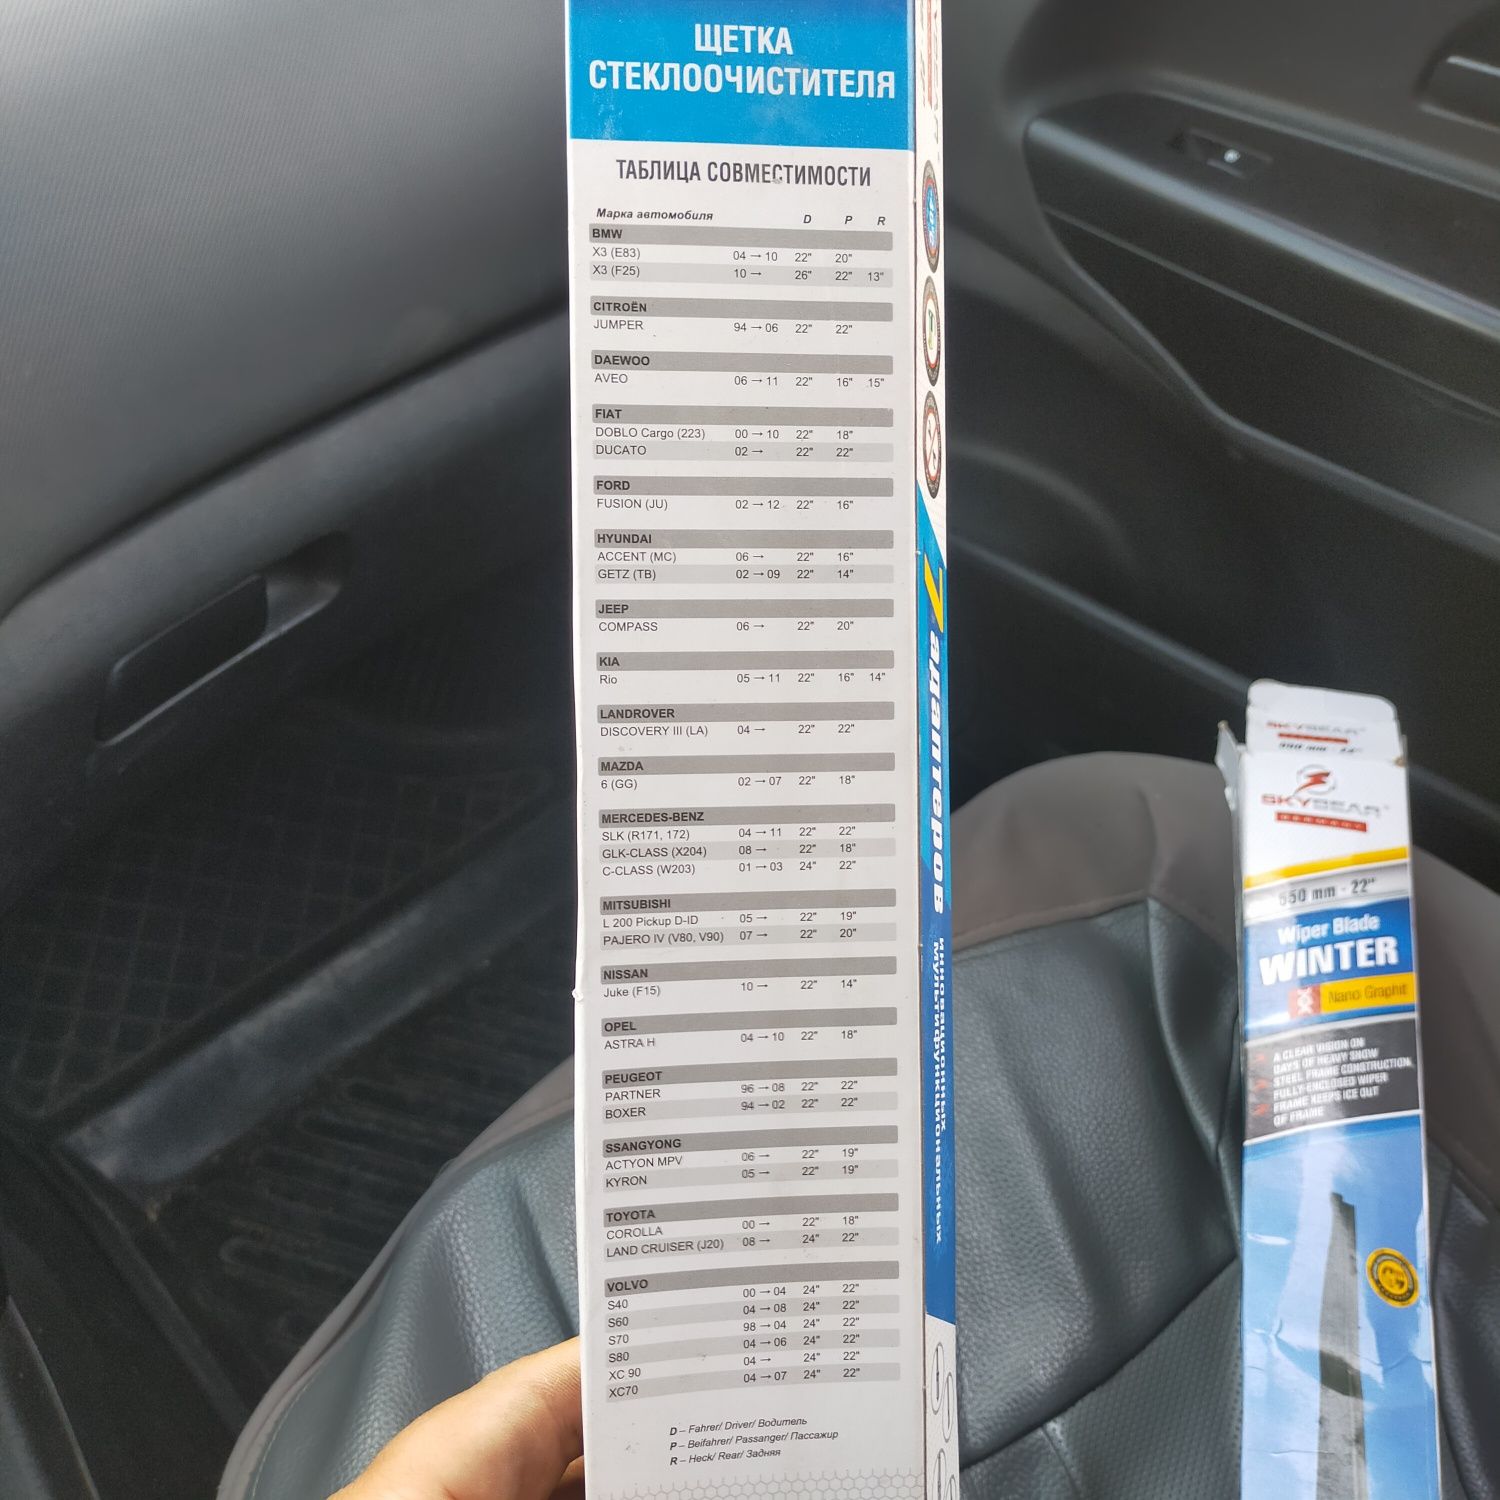 ЩЕТКА
СТЕКЛООЧИСТИТЕЛЯ
ТАБЛИЦА СОВМЕСТИМОСТИ
Марка автомобиля D P R
BMW
X3 (E83) 04 → 10 22" 20"
X3 (F25) 10 → 26" 22" 13"
CITROËN
JUMPER 94 → 06 22" 22"
DAEWOO
AVEO 06 → 11 22" 16" 15"
FIAT
DOBLO Cargo (223) 00 → 10 22" 18"
DUCATO 02 → 22" 22"
FORD
FUSION (JU) 02 → 12 22" 16"
HYUNDAI
ACCENT (MC) 06 → 22" 16"
GETZ (TB) 02 → 09 22" 14"
JEEP
COMPASS 06 → 22" 20"
KIA
Rio 05 → 11 22" 16" 14"
LANDROVER
DISCOVERY III (LA) 04 → 22" 22"
MAZDA
6 (GG) 02 → 07 22" 18"
MERCEDES-BENZ
SLK (R171, 172) 04 → 11 22" 22"
GLK-CLASS (X204) 08 → 22" 18"
C-CLASS (W203) 01 → 03 24" 22"
MITSUBISHI
L 200 Pickup D-ID 05 → 22" 19"
PAJERO IV (V80, V90) 07 → 22" 20"
NISSAN
Juke (F15) 10 → 22" 14"
OPEL
ASTRA H 04 → 10 22" 18"
PEUGEOT
PARTNER 96 → 08 22" 22"
BOXER 94 → 02 22" 22"
SSANGYONG
ACTYON MPV 06 → 22" 19"
KYRON 05 → 22" 19"
TOYOTA
COROLLA 00 → 22" 18"
LAND CRUISER (J20) 08 → 24" 22"
VOLVO
S40 00 → 04 24" 22"
S60 04 → 08 24" 22"
S70 98 → 04 24" 22"
S80 04 → 06 24" 22"
XC 90 04 → 24" 22"
XC70 04 → 07 24" 22"
D – Fahrer/ Driver/ Водитель
P – Beifahrer/ Passanger/ Пассажир
R – Heck/ Rear/ Задняя
7 адаптеров
инновационных
мультифункциональных
SKYBEAR
550 mm - 22"
SKYBEAR
GERMANY
550 mm - 22"
Wiper Blade
WINTER
Nano Graphit
A CLEAR VISION ON
DAYS OF HEAVY SNOW
STEEL FRAME CONSTRUCTION
FULLY-ENCLOSED WIPER
FRAME KEEPS ICE OUT
OF FRAME